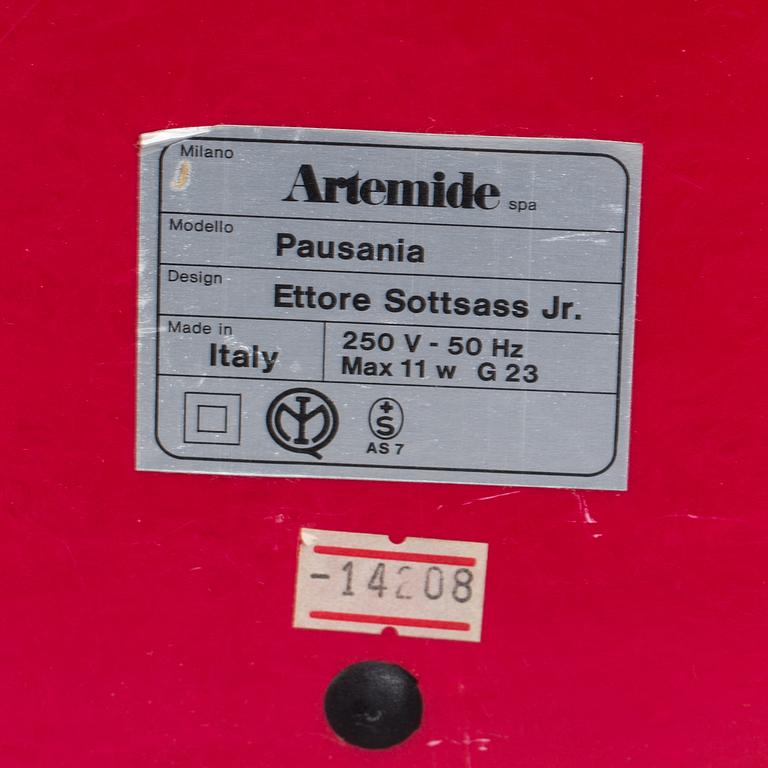 Milano
Artemide spa
Modello
Pausania
Design
Ettore Sottsass Jr.
Made in
Italy
250 V - 50 Hz
Max 11 w G 23
+
S
AS 7
-14208